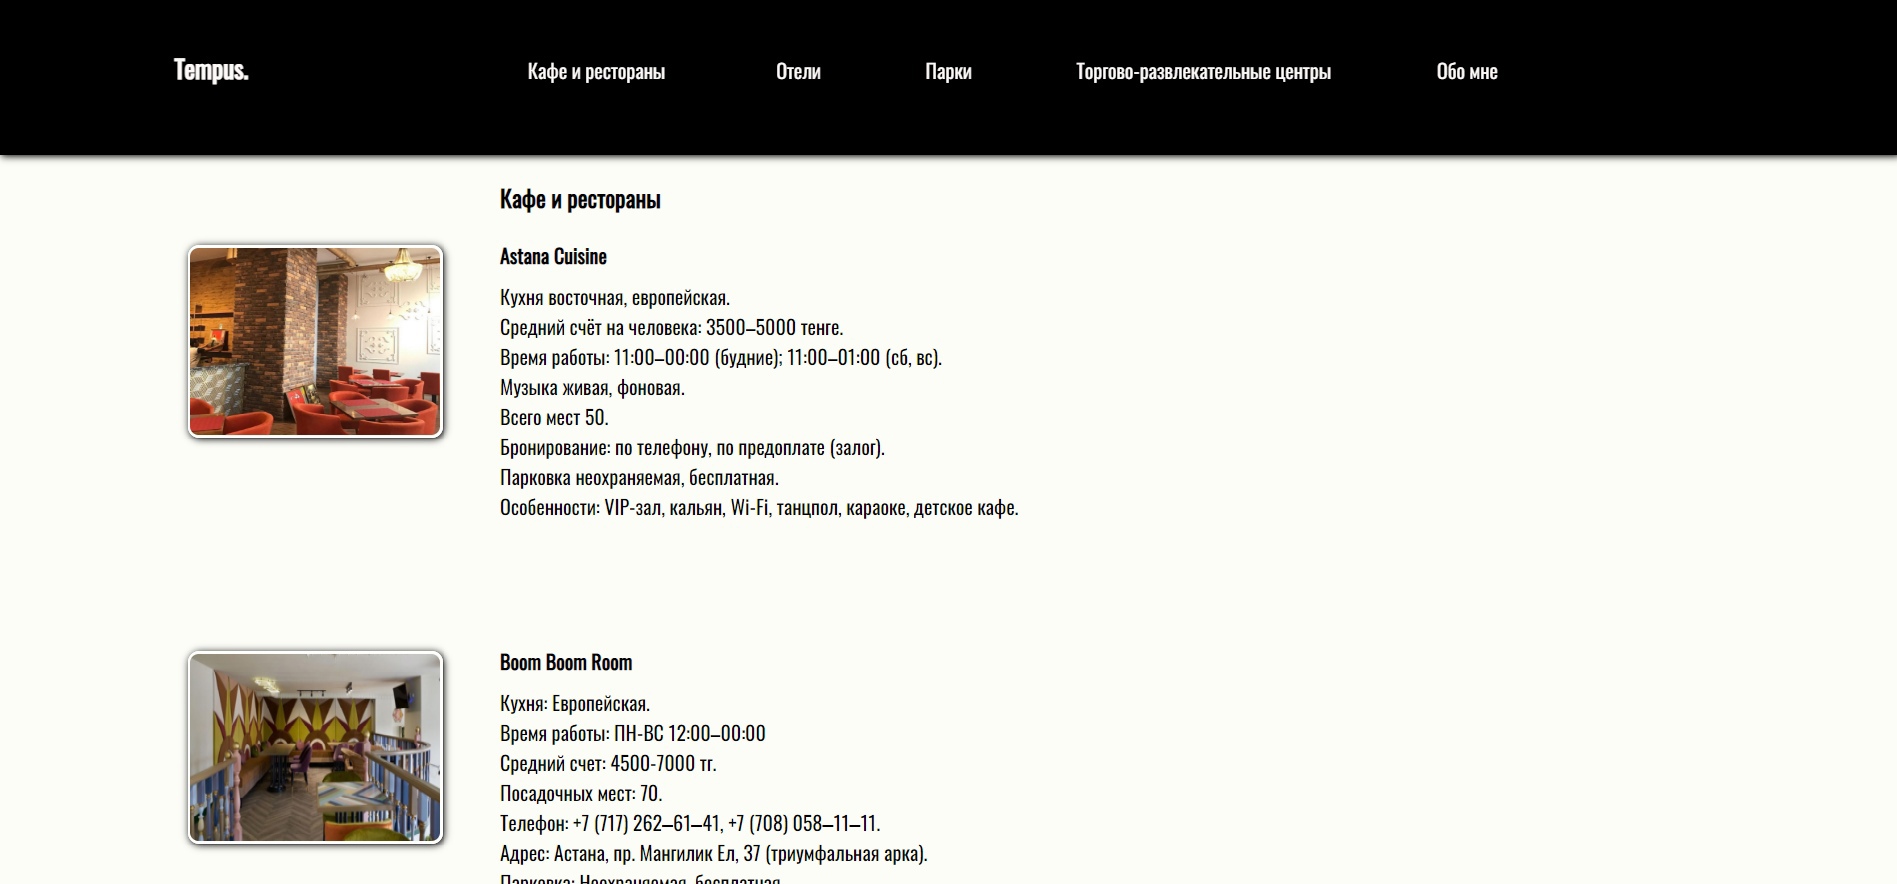 Tempus.
Кафе и рестораны
Отели
Парки
Торгово-развлекательные центры
Обо мне
Кафе и рестораны
Astana Cuisine
Кухня восточная, европейская.
Средний счёт на человека: 3500–5000 тенге.
Время работы: 11:00–00:00 (будние); 11:00–01:00 (сб, вс).
Музыка живая, фоновая.
Всего мест 50.
Бронирование: по телефону, по предоплате (залог).
Парковка неохраняемая, бесплатная.
Особенности: VIP-зал, кальян, Wi-Fi, танцпол, караоке, детское кафе.
Boom Boom Room
Кухня: Европейская.
Время работы: ПН-ВС 12:00–00:00
Средний счет: 4500-7000 тг.
Посадочных мест: 70.
Телефон: +7 (717) 262‒61‒41, +7 (708) 058‒11‒11.
Адрес: Астана, пр. Мангилик Ел, 37 (триумфальная арка).
Парковка: Неохраняемая, бесплатная